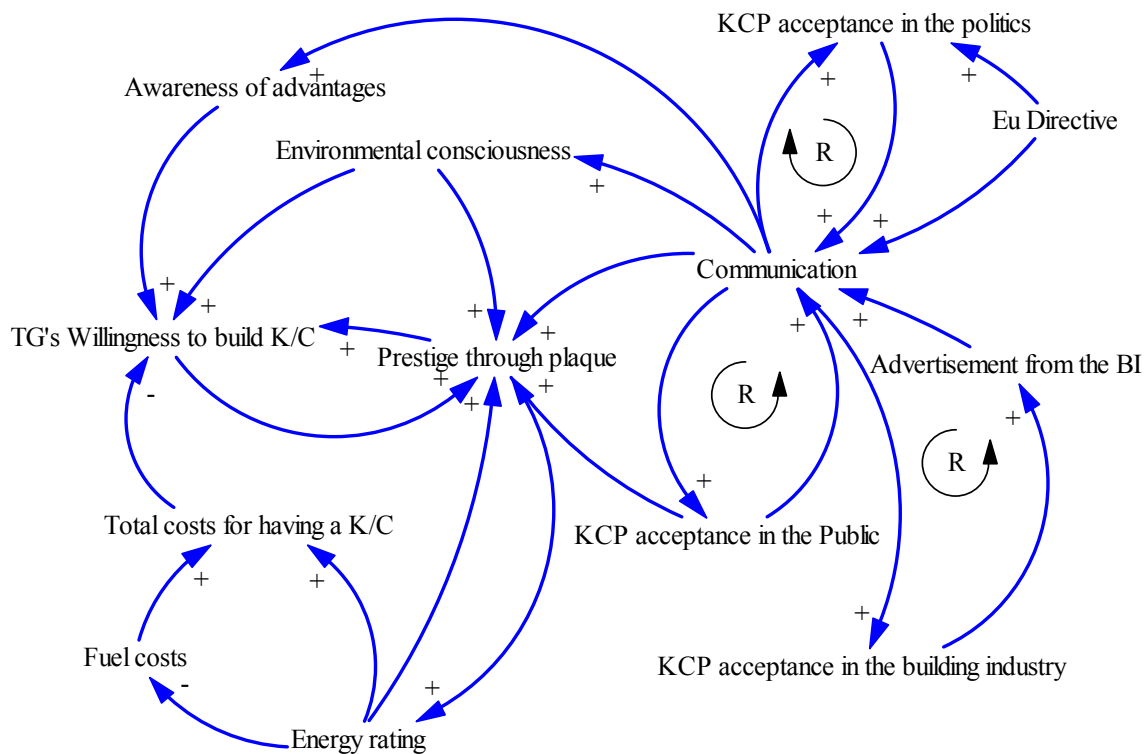 KCP acceptance in the politics
+
+
+
Awareness of advantages
Eu Directive
Environmental consciousness
R
+
+
+
Communication
+
+
+
+
+
+
+
TG's Willingness to build K/C
+
Prestige through plaque
Advertisement from the BI
+
+
+
-
R
+
R
+
Total costs for having a K/C
KCP acceptance in the Public
+
+
+
Fuel costs
KCP acceptance in the building industry
-
+
Energy rating